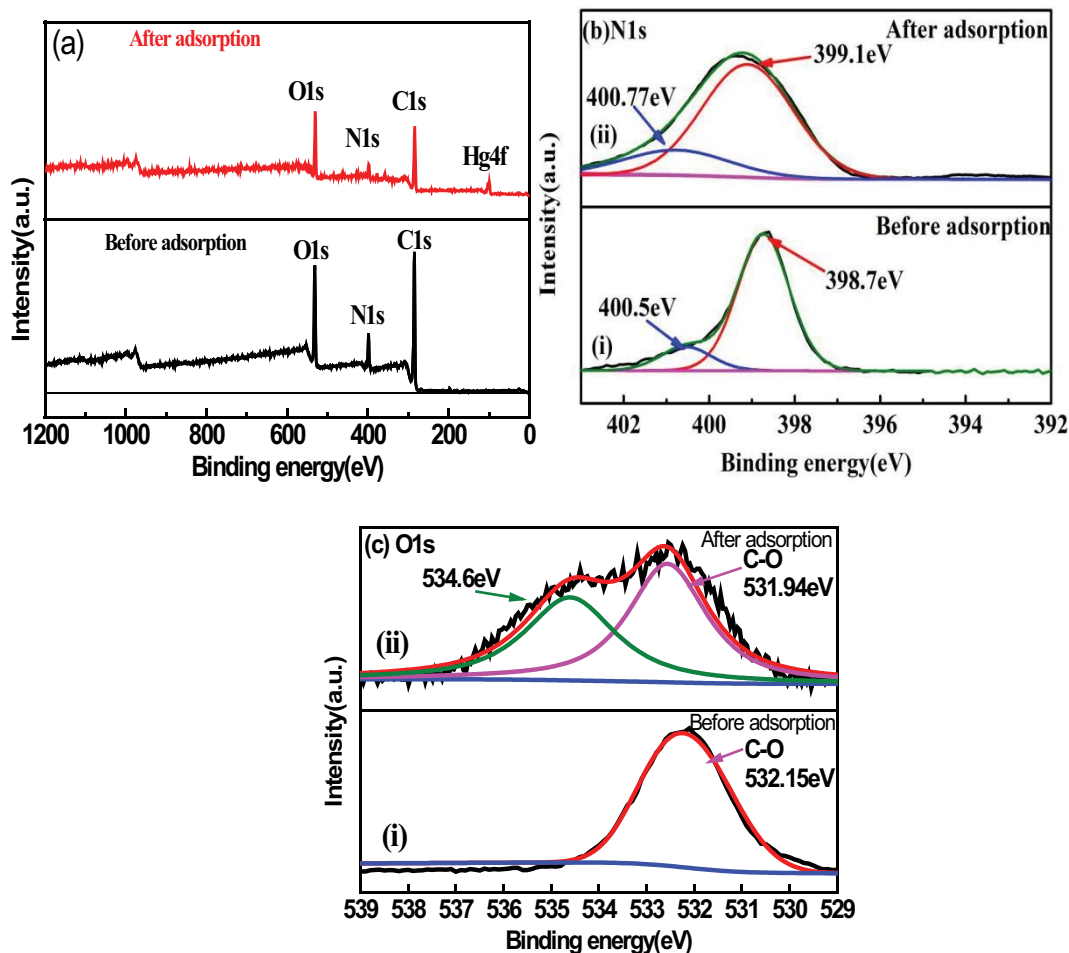 (a)
After adsorption
O1s
C1s
N1s
Hg4f
Before adsorption
O1s
C1s
N1s
Intensity(a.u.)
1200 1000 800 600 400 200 0
Binding energy(eV)
(b)N1s
After adsorption
399.1eV
400.77eV
(ii)
Before adsorption
398.7eV
400.5eV
(i)
Intensity(a.u.)
402 400 398 396 394 392
Binding energy(eV)
(c) O1s
After adsorption
C-O
534.6eV
531.94eV
(ii)
Before adsorption
C-O
532.15eV
(i)
Intensity(a.u.)
539 538 537 536 535 534 533 532 531 530 529
Binding energy(eV)